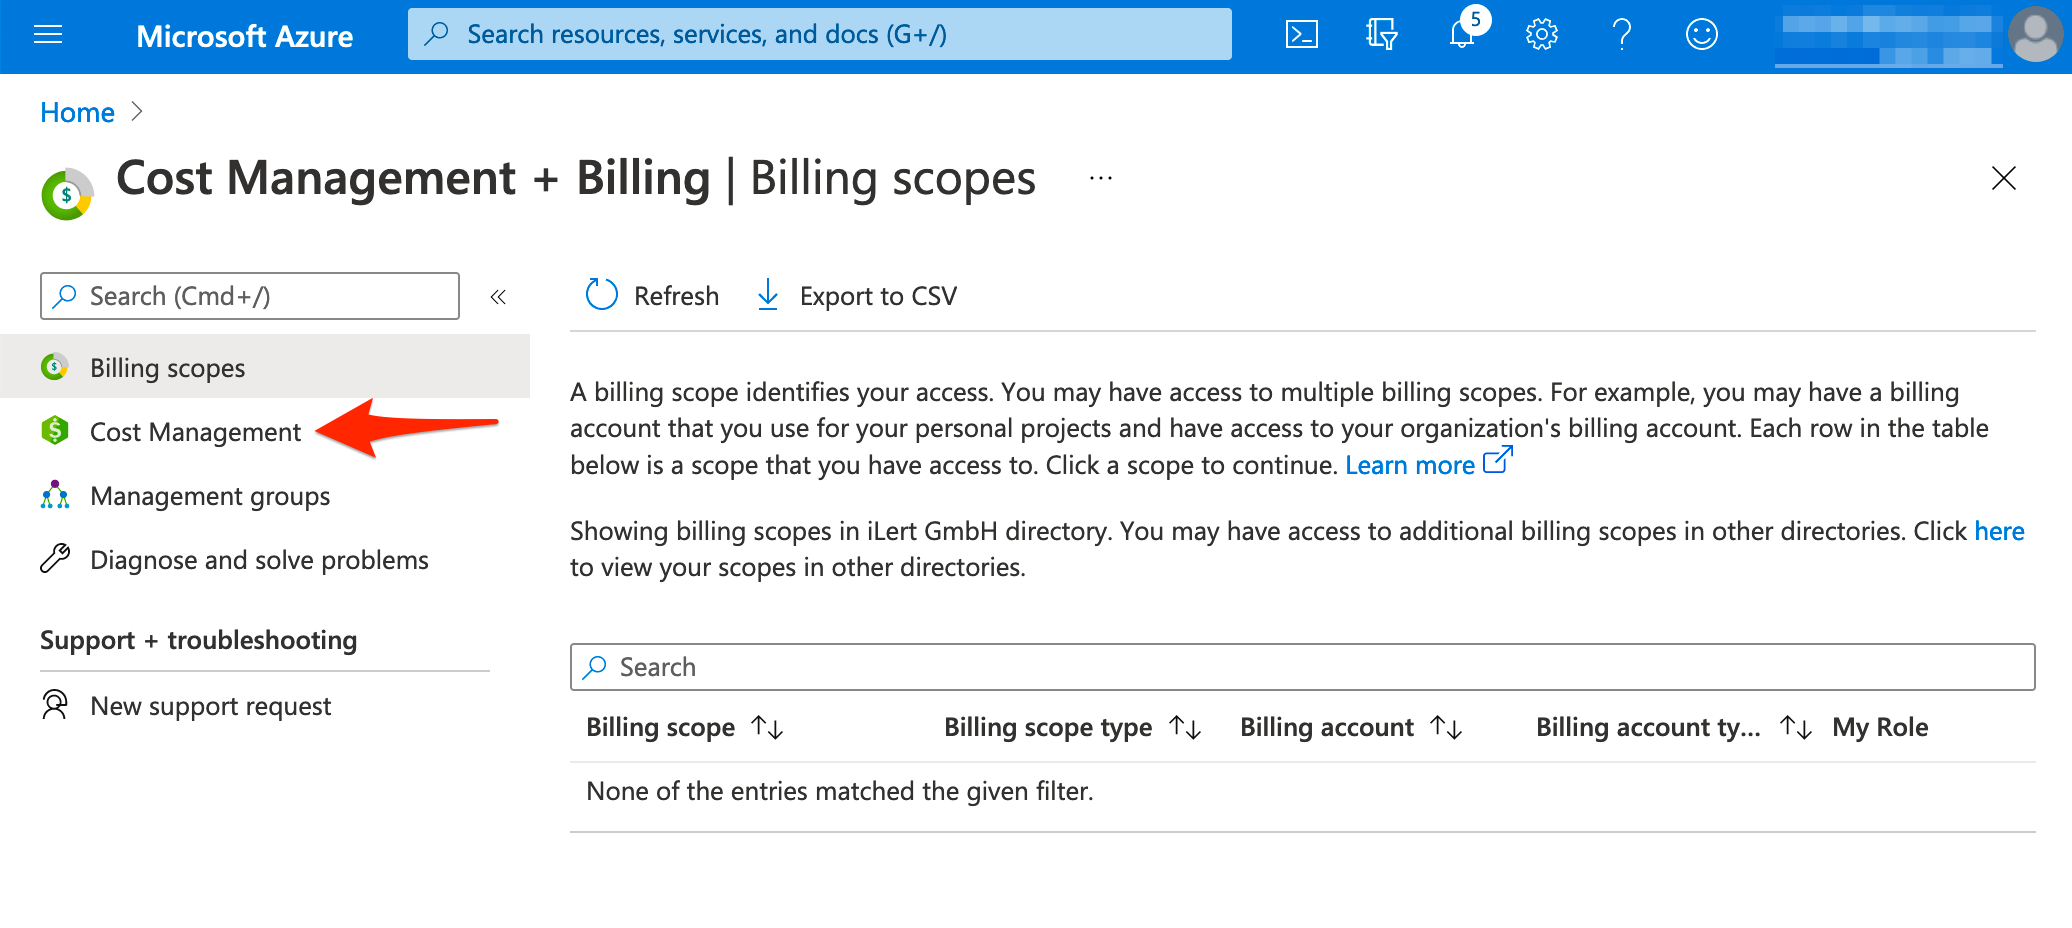 Microsoft Azure
Search resources, services, and docs (G+/)
5
Home
Cost Management + Billing | Billing scopes
...
Search (Cmd+/)
«
Refresh
Export to CSV
Billing scopes
Cost Management
Management groups
Diagnose and solve problems
Support + troubleshooting
New support request
A billing scope identifies your access. You may have access to multiple billing scopes. For example, you may have a billing
account that you use for your personal projects and have access to your organization's billing account. Each row in the table
below is a scope that you have access to. Click a scope to continue. Learn more
Showing billing scopes in iLert GmbH directory. You may have access to additional billing scopes in other directories. Click here
to view your scopes in other directories.
Search
Billing scope ↑↓ Billing scope type ↑↓ Billing account ↑↓ Billing account ty... ↑↓ My Role
None of the entries matched the given filter.